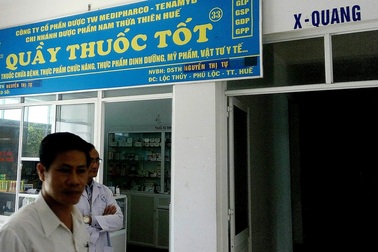 CÔNG TY CỔ PHẦN DƯỢC TW MEDIPHARCO - TENAMYD
CHI NHÁNH DƯỢC PHẨM NAM THỪA THIÊN HUẾ
33
QUẦY THUỐC TỐT
GDP
GSP
GPP
THUỐC CHỮA BỆNH, THỰC PHẨM CHỨC NĂNG, THỰC PHẨM DINH DƯỠNG, MỸ PHẨM, VẬT TƯ Y TẾ...
NVBH: DSTH NGUYỄN THỊ TỰ
ĐC: LỘC THỦY - PHÚ LỘC - TT. HUẾ
X-QUANG